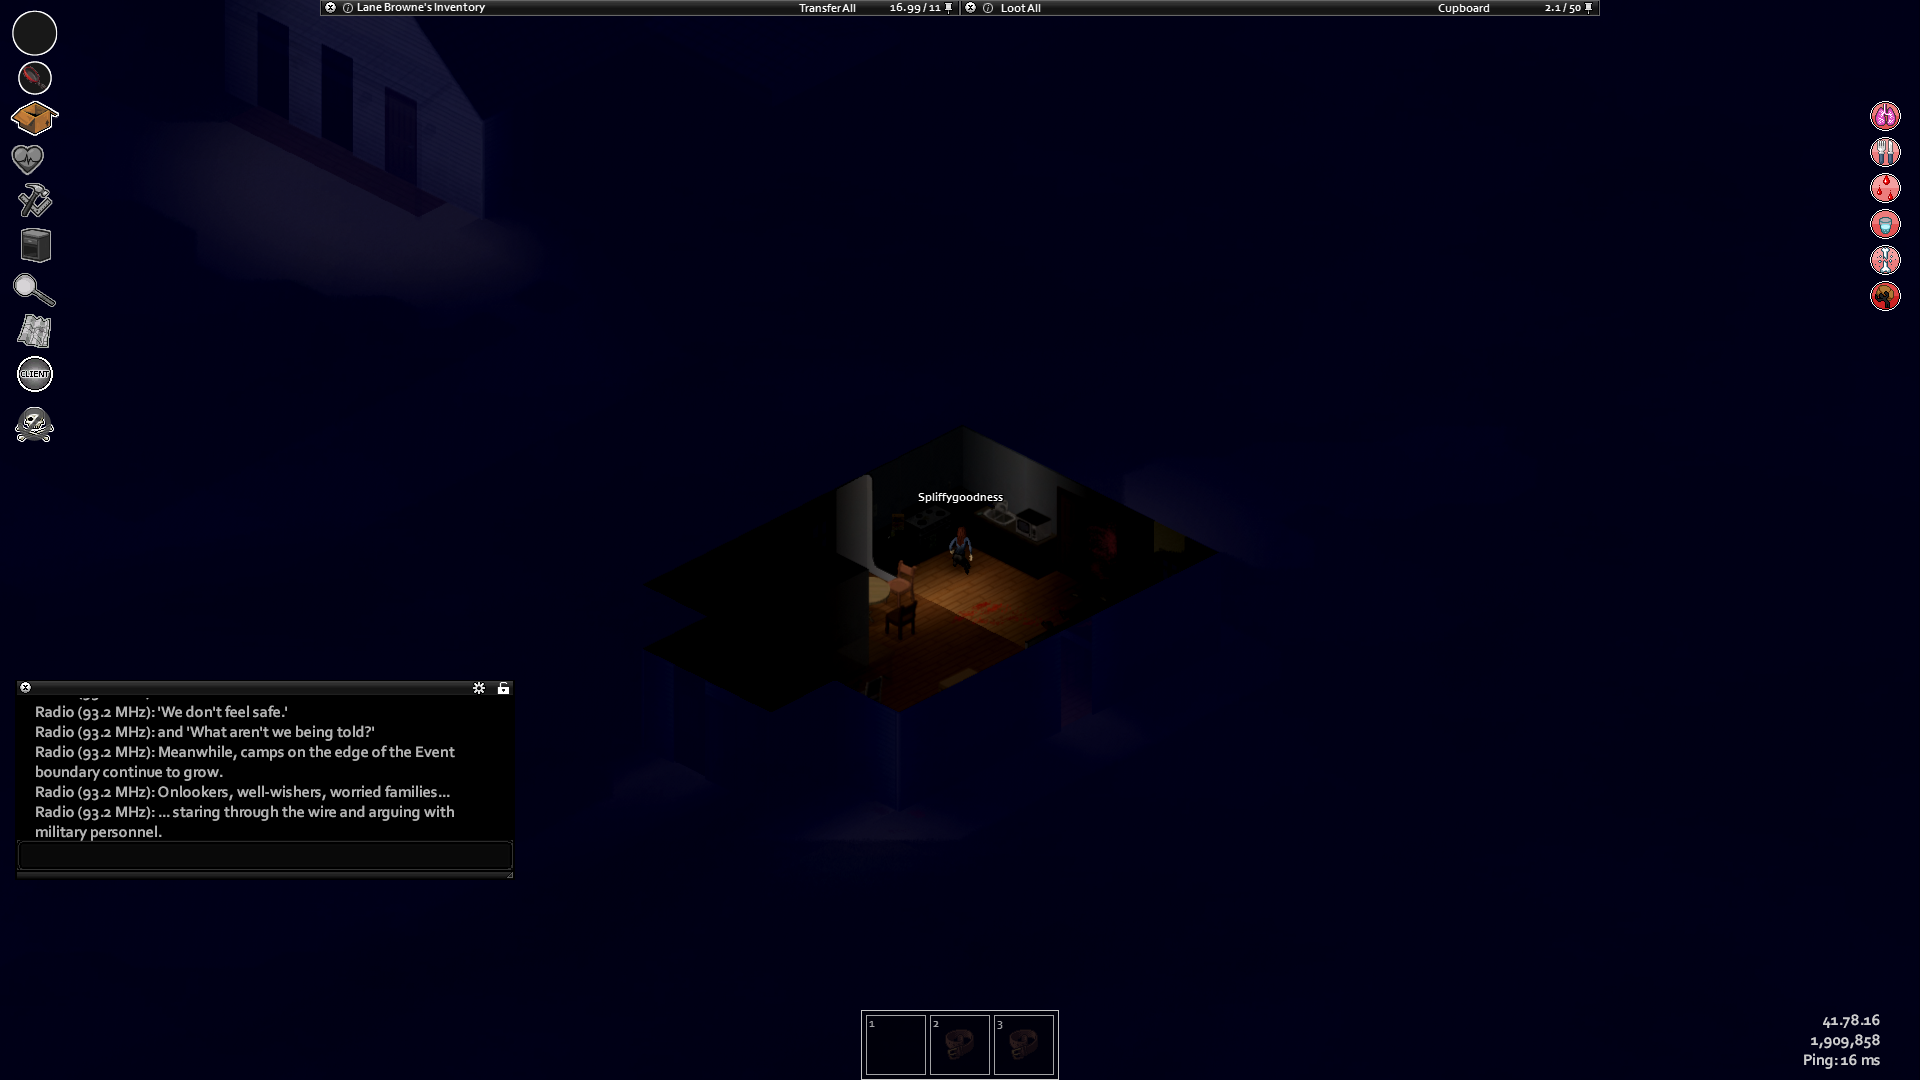 Lane Browne's Inventory
Transfer All
16.99 / 11
Loot All
Cupboard
2.1 / 50
CLIENT
Spliffygoodness
Radio (93.2 MHz): 'We don't feel safe.'
Radio (93.2 MHz): and 'What aren't we being told?'
Radio (93.2 MHz): Meanwhile, camps on the edge of the Event
boundary continue to grow.
Radio (93.2 MHz): Onlookers, well-wishers, worried families...
Radio (93.2 MHz): ... staring through the wire and arguing with
military personnel.
1
2
3
41.78.16
1,909,858
Ping: 16 ms